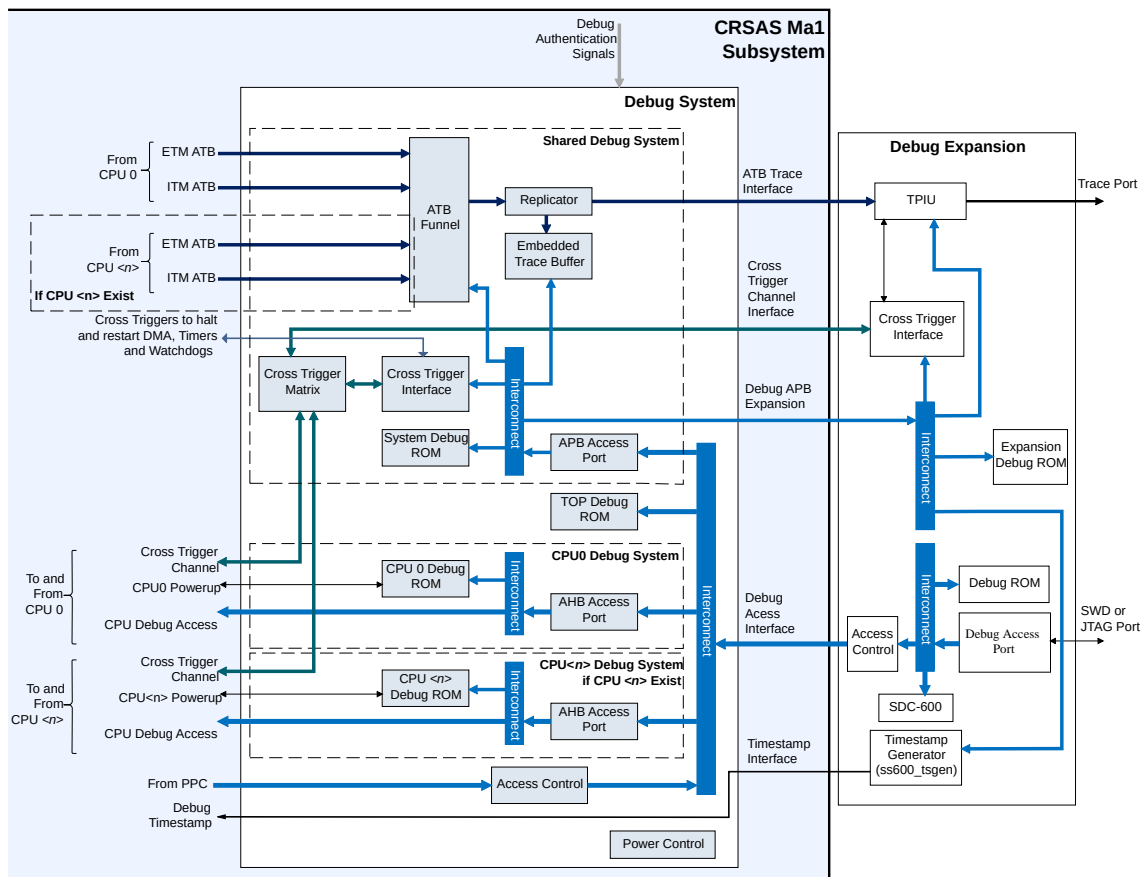 CRSAS Ma1
Subsystem
Debug
Authentication
Signals
Debug System
Shared Debug System
Debug Expansion
From
CPU 0
ETM ATB
ITM ATB
From
CPU <n>
ETM ATB
ITM ATB
If CPU <n> Exist
ATB
Funnel
Replicator
Embedded
Trace Buffer
ATB Trace
Interface
TPIU
Trace Port
Cross
Trigger
Channel
Inerface
Cross Trigger
Interface
Cross Triggers to halt
and restart DMA, Timers
and Watchdogs
Cross Trigger
Matrix
Cross Trigger
Interface
Interconnect
Debug APB
Expansion
Interconnect
System Debug
ROM
APB Access
Port
Expansion
Debug ROM
TOP Debug
ROM
Interconnect
To and
From
CPU 0
Cross Trigger
Channel
CPU0 Powerup
CPU Debug Access
CPU0 Debug System
CPU 0 Debug
ROM
Interconnect
AHB Access
Port
Debug
Acess
Interface
Access
Control
Interconnect
Debug ROM
Debug Access
Port
SWD or
JTAG Port
SDC-600
To and
From
CPU <n>
Cross Trigger
Channel
CPU<n> Powerup
CPU Debug Access
CPU<n> Debug System
if CPU <n> Exist
CPU <n>
Debug ROM
Interconnect
AHB Access
Port
Timestamp
Interface
Timestamp
Generator
(ss600_tsgen)
From PPC
Access Control
Debug
Timestamp
Power Control